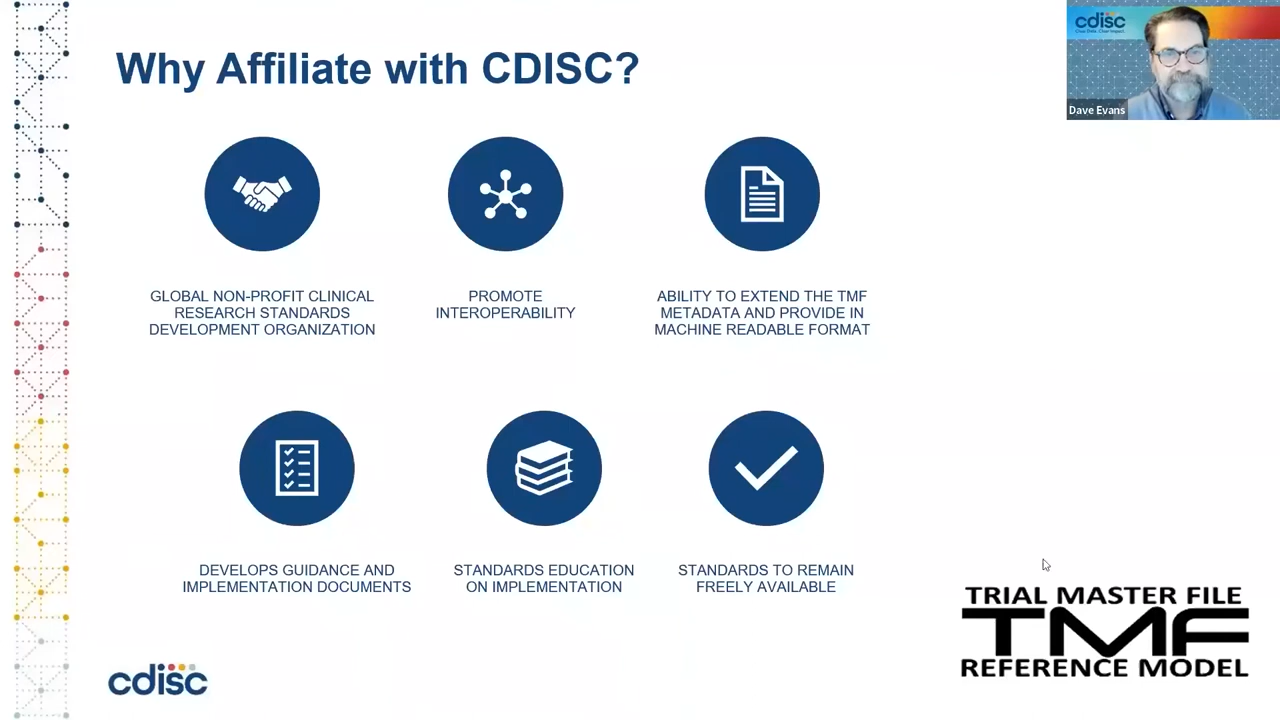 Why Affiliate with CDISC?
cdisc
Dave Evans
GLOBAL NON-PROFIT CLINICAL
RESEARCH STANDARDS
DEVELOPMENT ORGANIZATION
PROMOTE
INTEROPERABILITY
ABILITY TO EXTEND THE TMF
METADATA AND PROVIDE IN
MACHINE READABLE FORMAT
DEVELOPS GUIDANCE AND
IMPLEMENTATION DOCUMENTS
STANDARDS EDUCATION
ON IMPLEMENTATION
STANDARDS TO REMAIN
FREELY AVAILABLE
cdisc
TRIAL MASTER FILE
TMF
REFERENCE MODEL